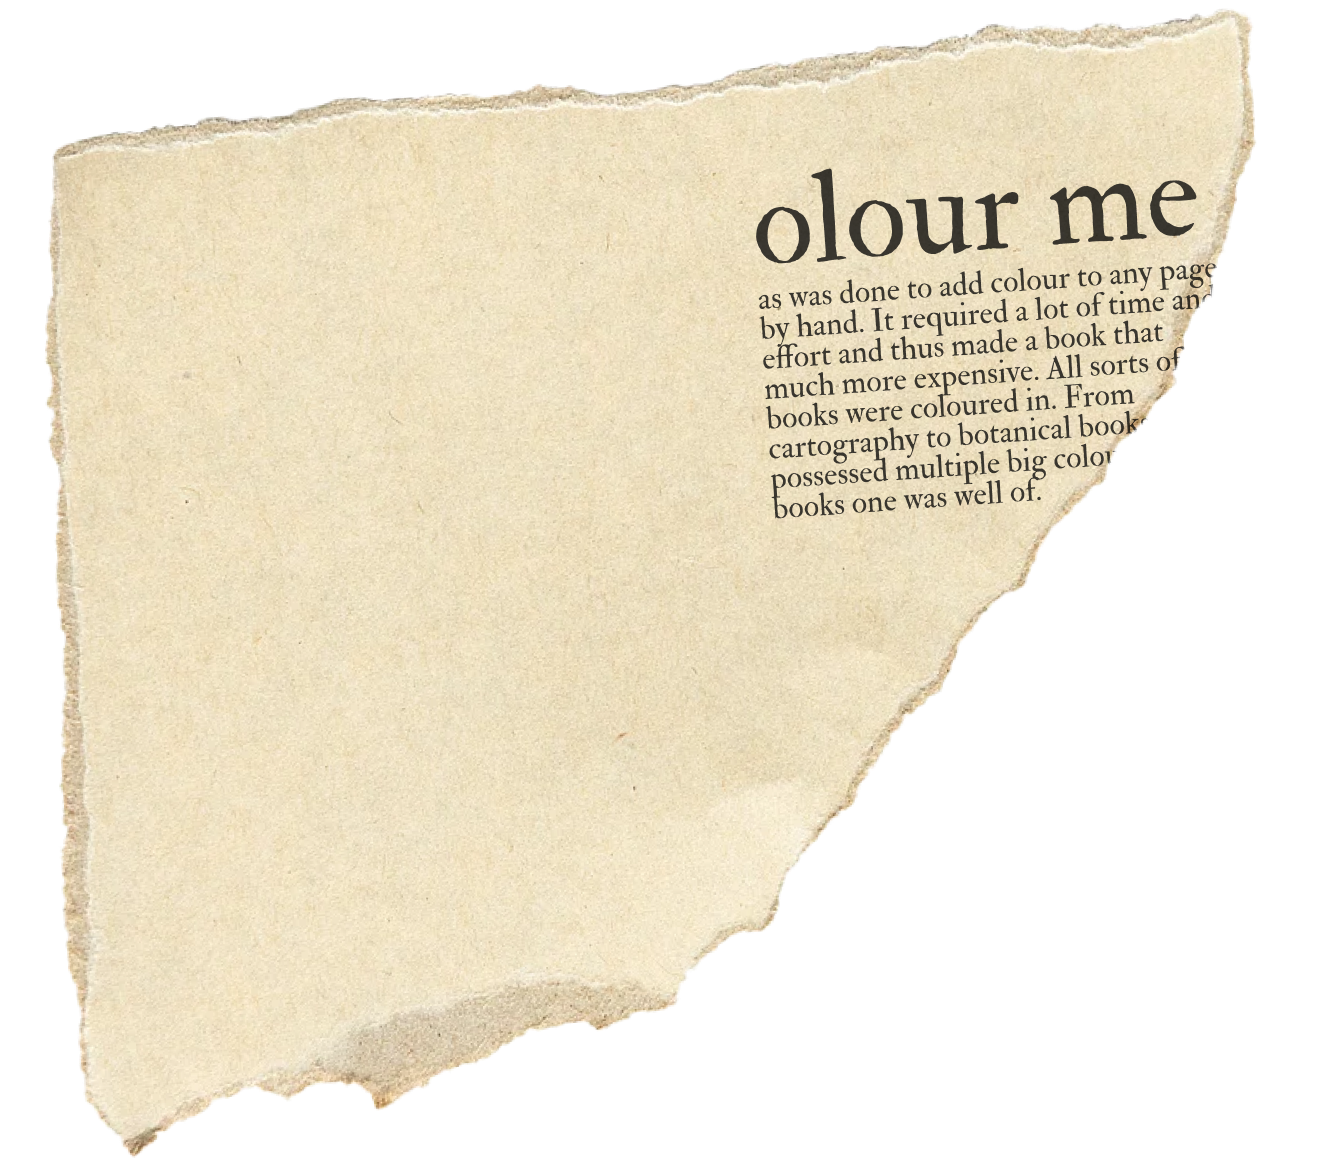 olour me
as was done to add colour to any page
by hand. It required a lot of time and
effort and thus made a book that
much more expensive. All sorts of
books were coloured in. From
cartography to botanical books
possessed multiple big colour
books one was well of.